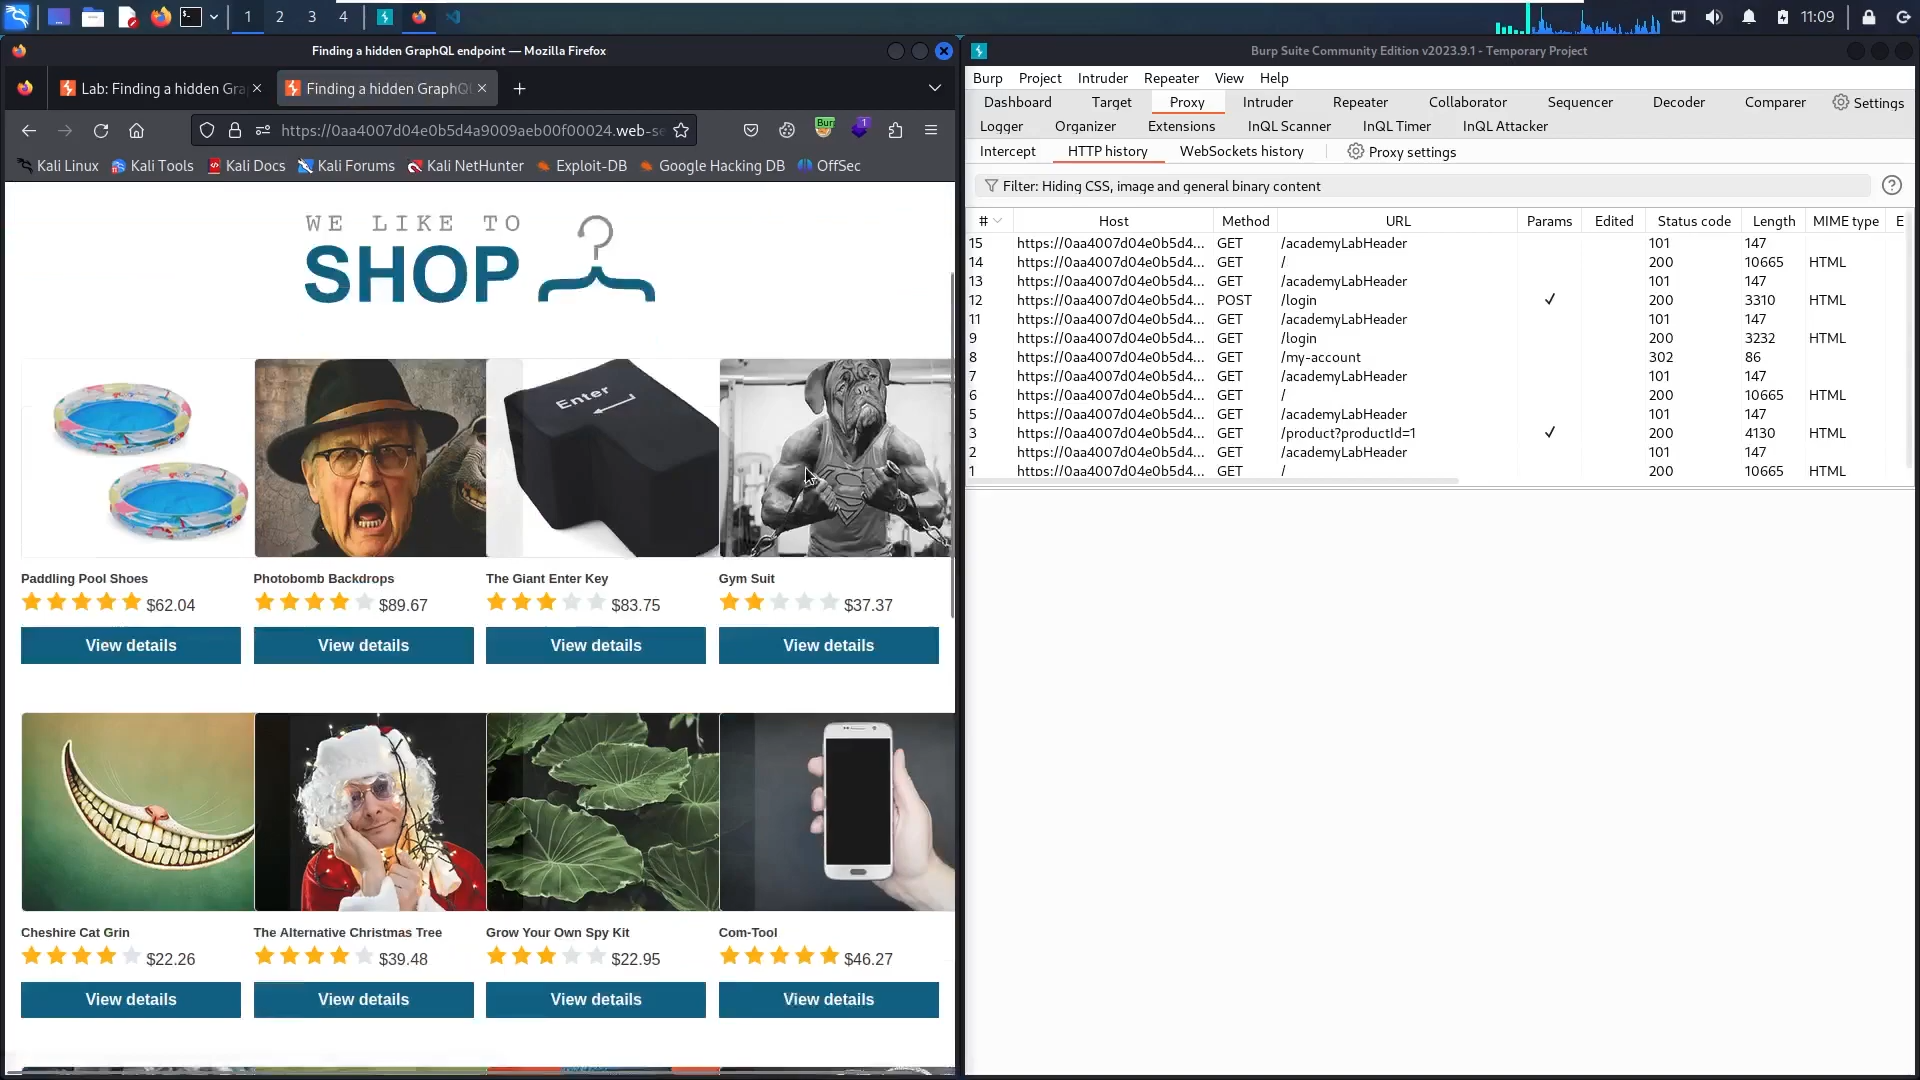 1 2 3 4 11:09
Finding a hidden GraphQL endpoint — Mozilla Firefox
Lab: Finding a hidden Gra
Finding a hidden GraphQ
https://0aa4007d04e0b5d4a9009aeb00f00024.web-se
Kali Linux Kali Tools Kali Docs Kali Forums Kali NetHunter Exploit-DB Google Hacking DB OffSec
WE LIKE TO
SHOP
Enter
Paddling Pool Shoes Photobomb Backdrops The Giant Enter Key Gym Suit
$62.04 $89.67 $83.75 $37.37
View details View details View details View details
Cheshire Cat Grin The Alternative Christmas Tree Grow Your Own Spy Kit Com-Tool
$22.26 $39.48 $22.95 $46.27
View details View details View details View details
Burp Suite Community Edition v2023.9.1 - Temporary Project
Burp Project Intruder Repeater View Help
Dashboard Target Proxy Intruder Repeater Collaborator Sequencer Decoder Comparer Settings
Logger Organizer Extensions InQL Scanner InQL Timer InQL Attacker
Intercept HTTP history WebSockets history Proxy settings
Filter: Hiding CSS, image and general binary content
# Host Method URL Params Edited Status code Length MIME type E
15 https://0aa4007d04e0b5d4... GET /academyLabHeader 101 147
14 https://0aa4007d04e0b5d4... GET / 200 10665 HTML
13 https://0aa4007d04e0b5d4... GET /academyLabHeader 101 147
12 https://0aa4007d04e0b5d4... POST /login ✓ 200 3310 HTML
11 https://0aa4007d04e0b5d4... GET /academyLabHeader 101 147
9 https://0aa4007d04e0b5d4... GET /login 200 3232 HTML
8 https://0aa4007d04e0b5d4... GET /my-account 302 86
7 https://0aa4007d04e0b5d4... GET /academyLabHeader 101 147
6 https://0aa4007d04e0b5d4... GET / 200 10665 HTML
5 https://0aa4007d04e0b5d4... GET /academyLabHeader 101 147
3 https://0aa4007d04e0b5d4... GET /product?productId=1 ✓ 200 4130 HTML
2 https://0aa4007d04e0b5d4... GET /academyLabHeader 101 147
1 https://0aa4007d04e0b5d4... GET / 200 10665 HTML